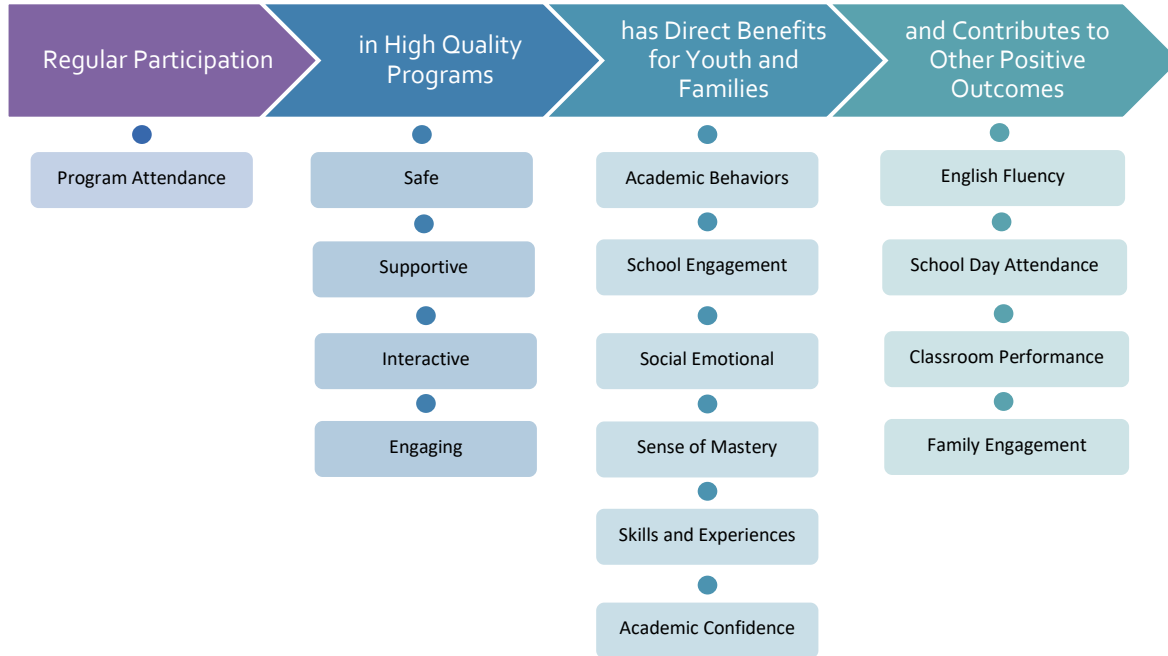 Regular Participation
in High Quality
Programs
has Direct Benefits
for Youth and
Families
and Contributes to
Other Positive
Outcomes
Program Attendance
Safe
Supportive
Interactive
Engaging
Academic Behaviors
School Engagement
Social Emotional
Sense of Mastery
Skills and Experiences
Academic Confidence
English Fluency
School Day Attendance
Classroom Performance
Family Engagement